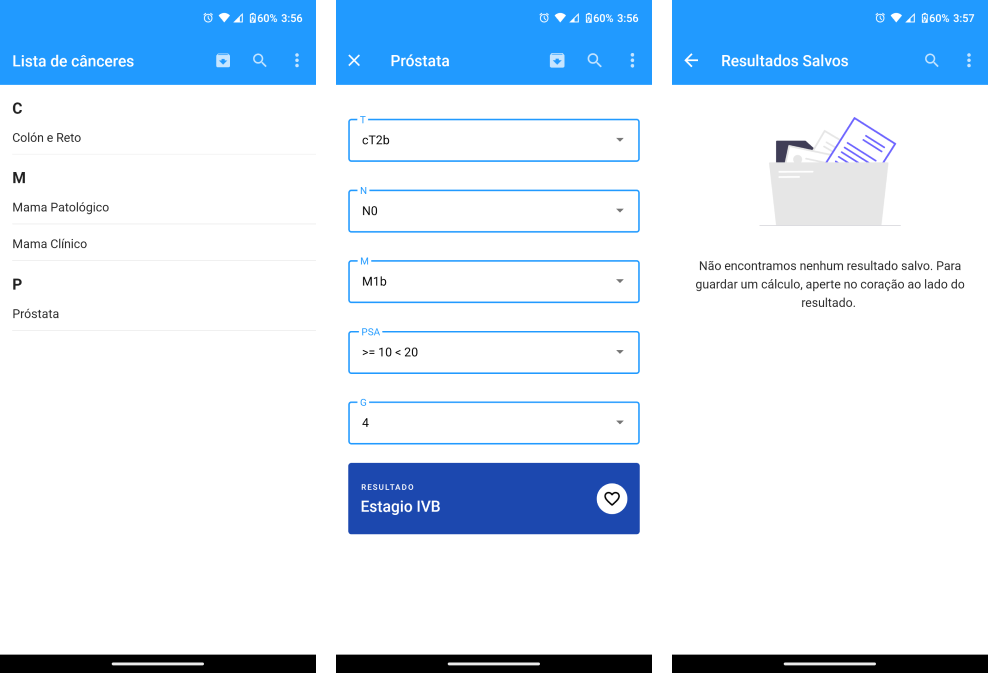 60% 3:56
Lista de cânceres
C
Colón e Reto
M
Mama Patológico
Mama Clínico
P
Próstata
60% 3:56
Próstata
T
cT2b
N
N0
M
M1b
PSA
>= 10 < 20
G
4
RESULTADO
Estagio IVB
60% 3:57
Resultados Salvos
Não encontramos nenhum resultado salvo. Para
guardar um cálculo, aperte no coração ao lado do
resultado.